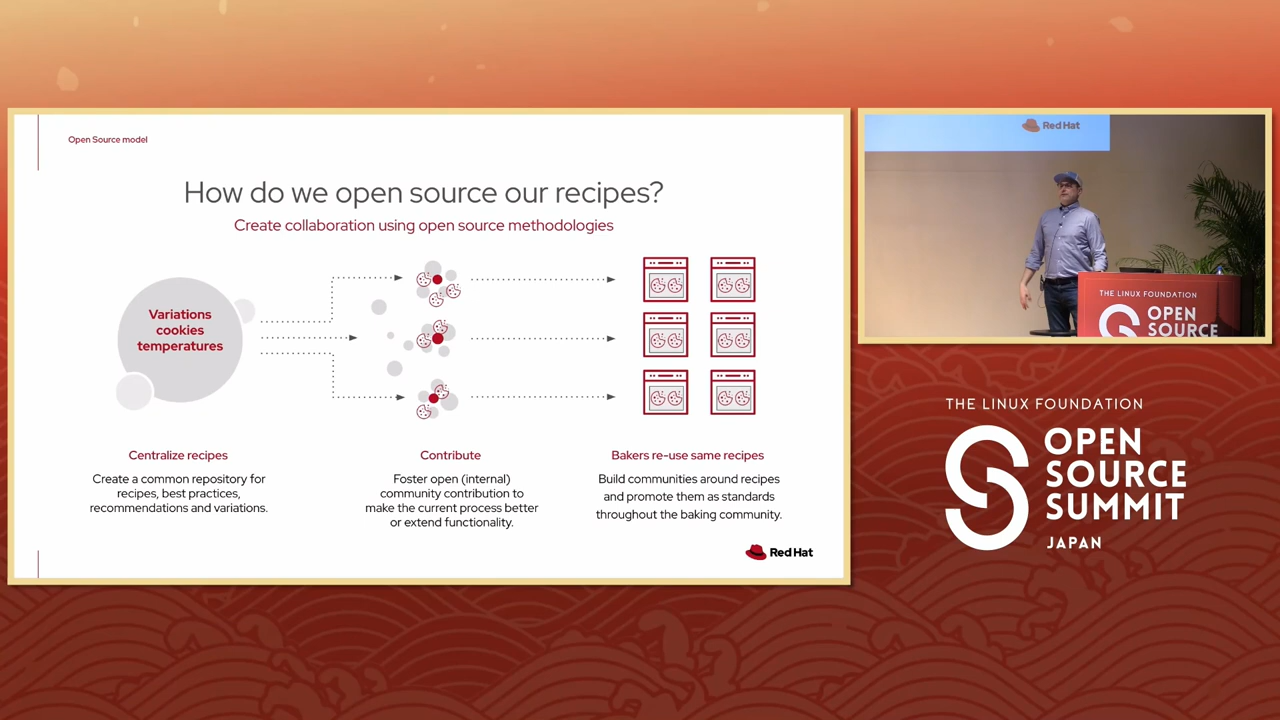 Open Source model
How do we open source our recipes?
Create collaboration using open source methodologies
Variations
cookies
temperatures
Centralize recipes
Create a common repository for
recipes, best practices,
recommendations and variations.
Contribute
Foster open (internal)
community contribution to
make the current process better
or extend functionality.
Bakers re-use same recipes
Build communities around recipes
and promote them as standards
throughout the baking community.
Red Hat
Red Hat
THE LINUX FOUNDATION
OPEN
SOURCE
THE LINUX FOUNDATION
OPEN
SOURCE
SUMMIT
JAPAN